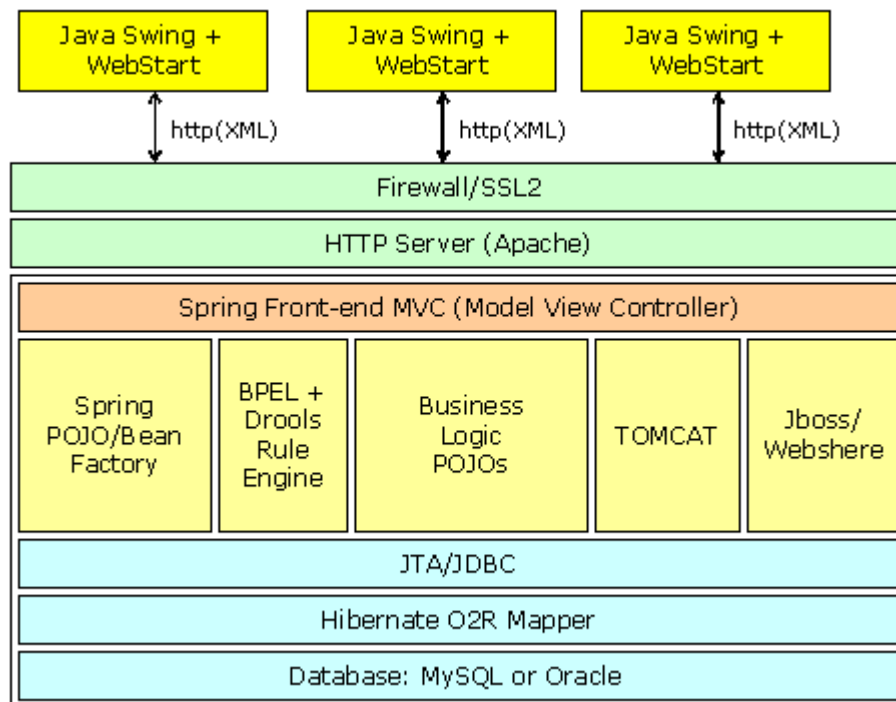 Java Swing +
WebStart
Java Swing +
WebStart
Java Swing +
WebStart
http(XML)
http(XML)
http(XML)
Firewall/SSL2
HTTP Server (Apache)
Spring Front-end MVC (Model View Controller)
Spring
POJO/Bean
Factory
BPEL +
Drools
Rule
Engine
Business
Logic
POJOs
TOMCAT
Jboss/
Webshere
JTA/JDBC
Hibernate O2R Mapper
Database: MySQL or Oracle